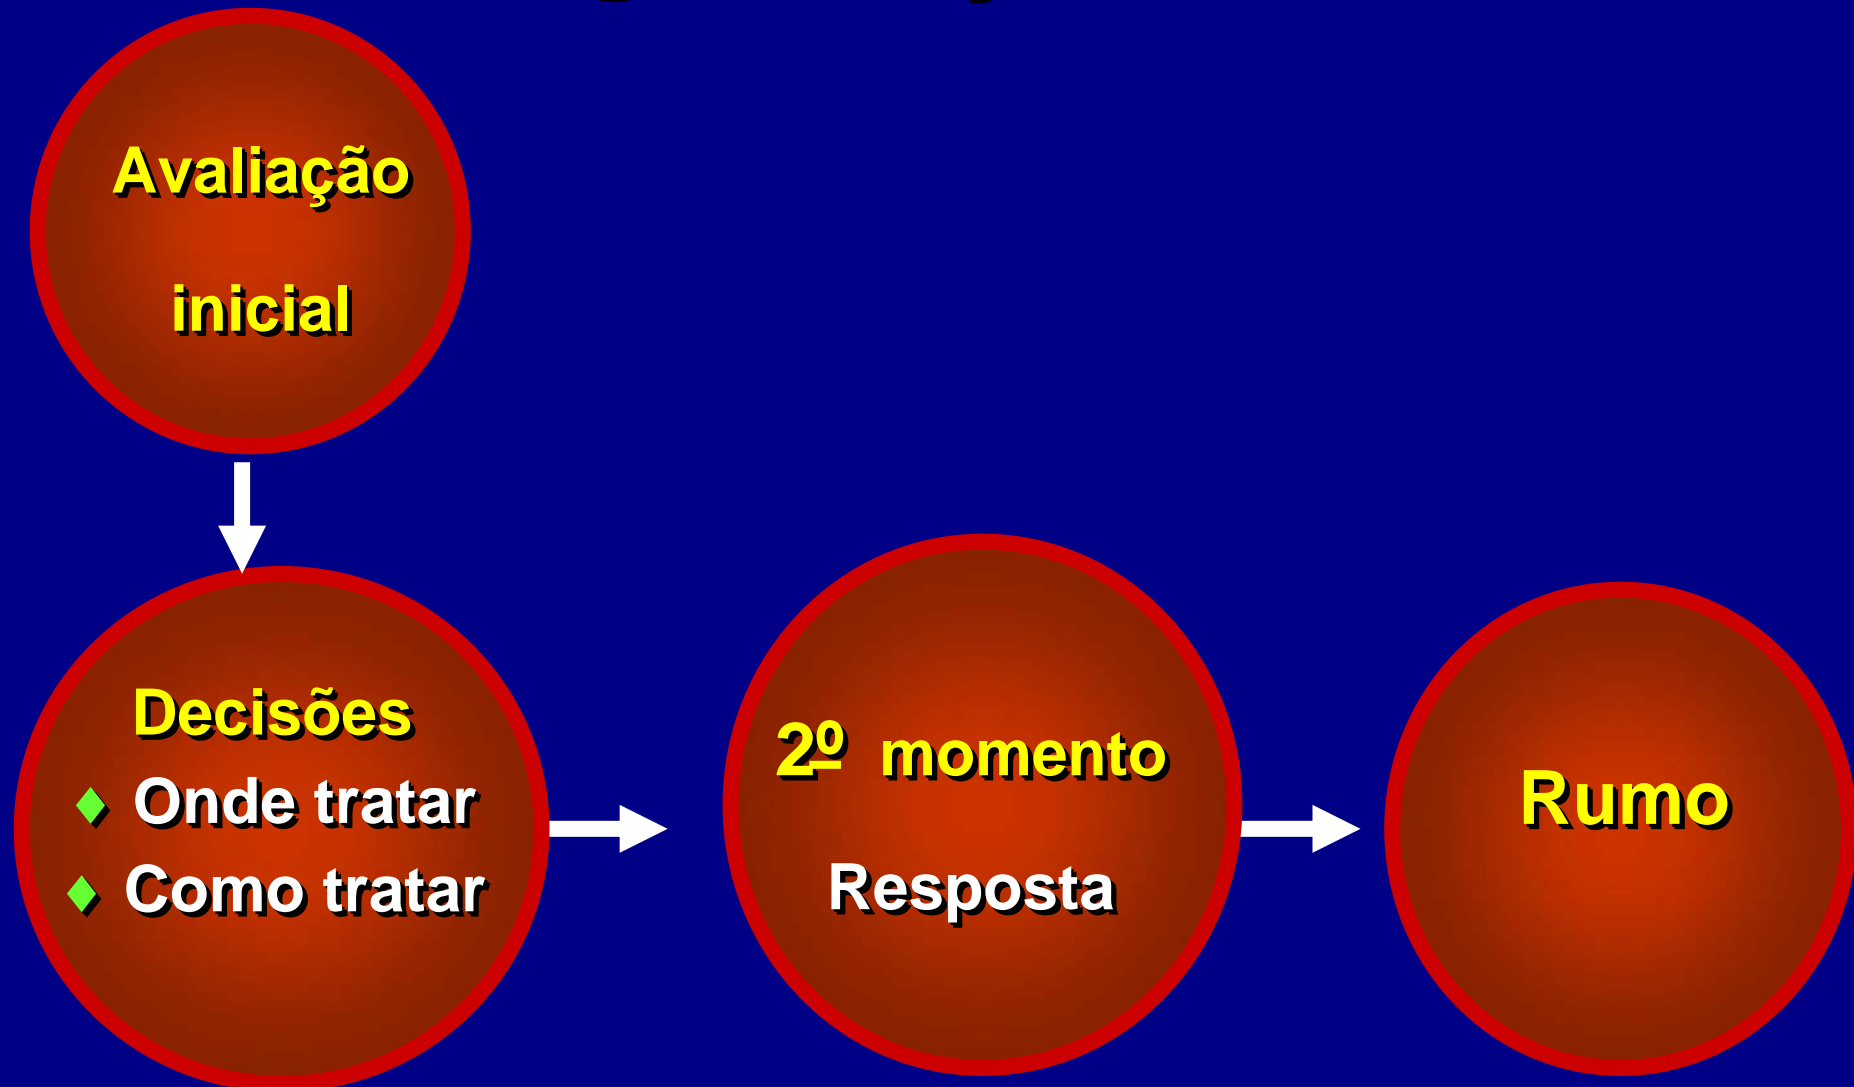 Avaliação
inicial
Decisões
Onde tratar
Como tratar
2º momento
Resposta
Rumo